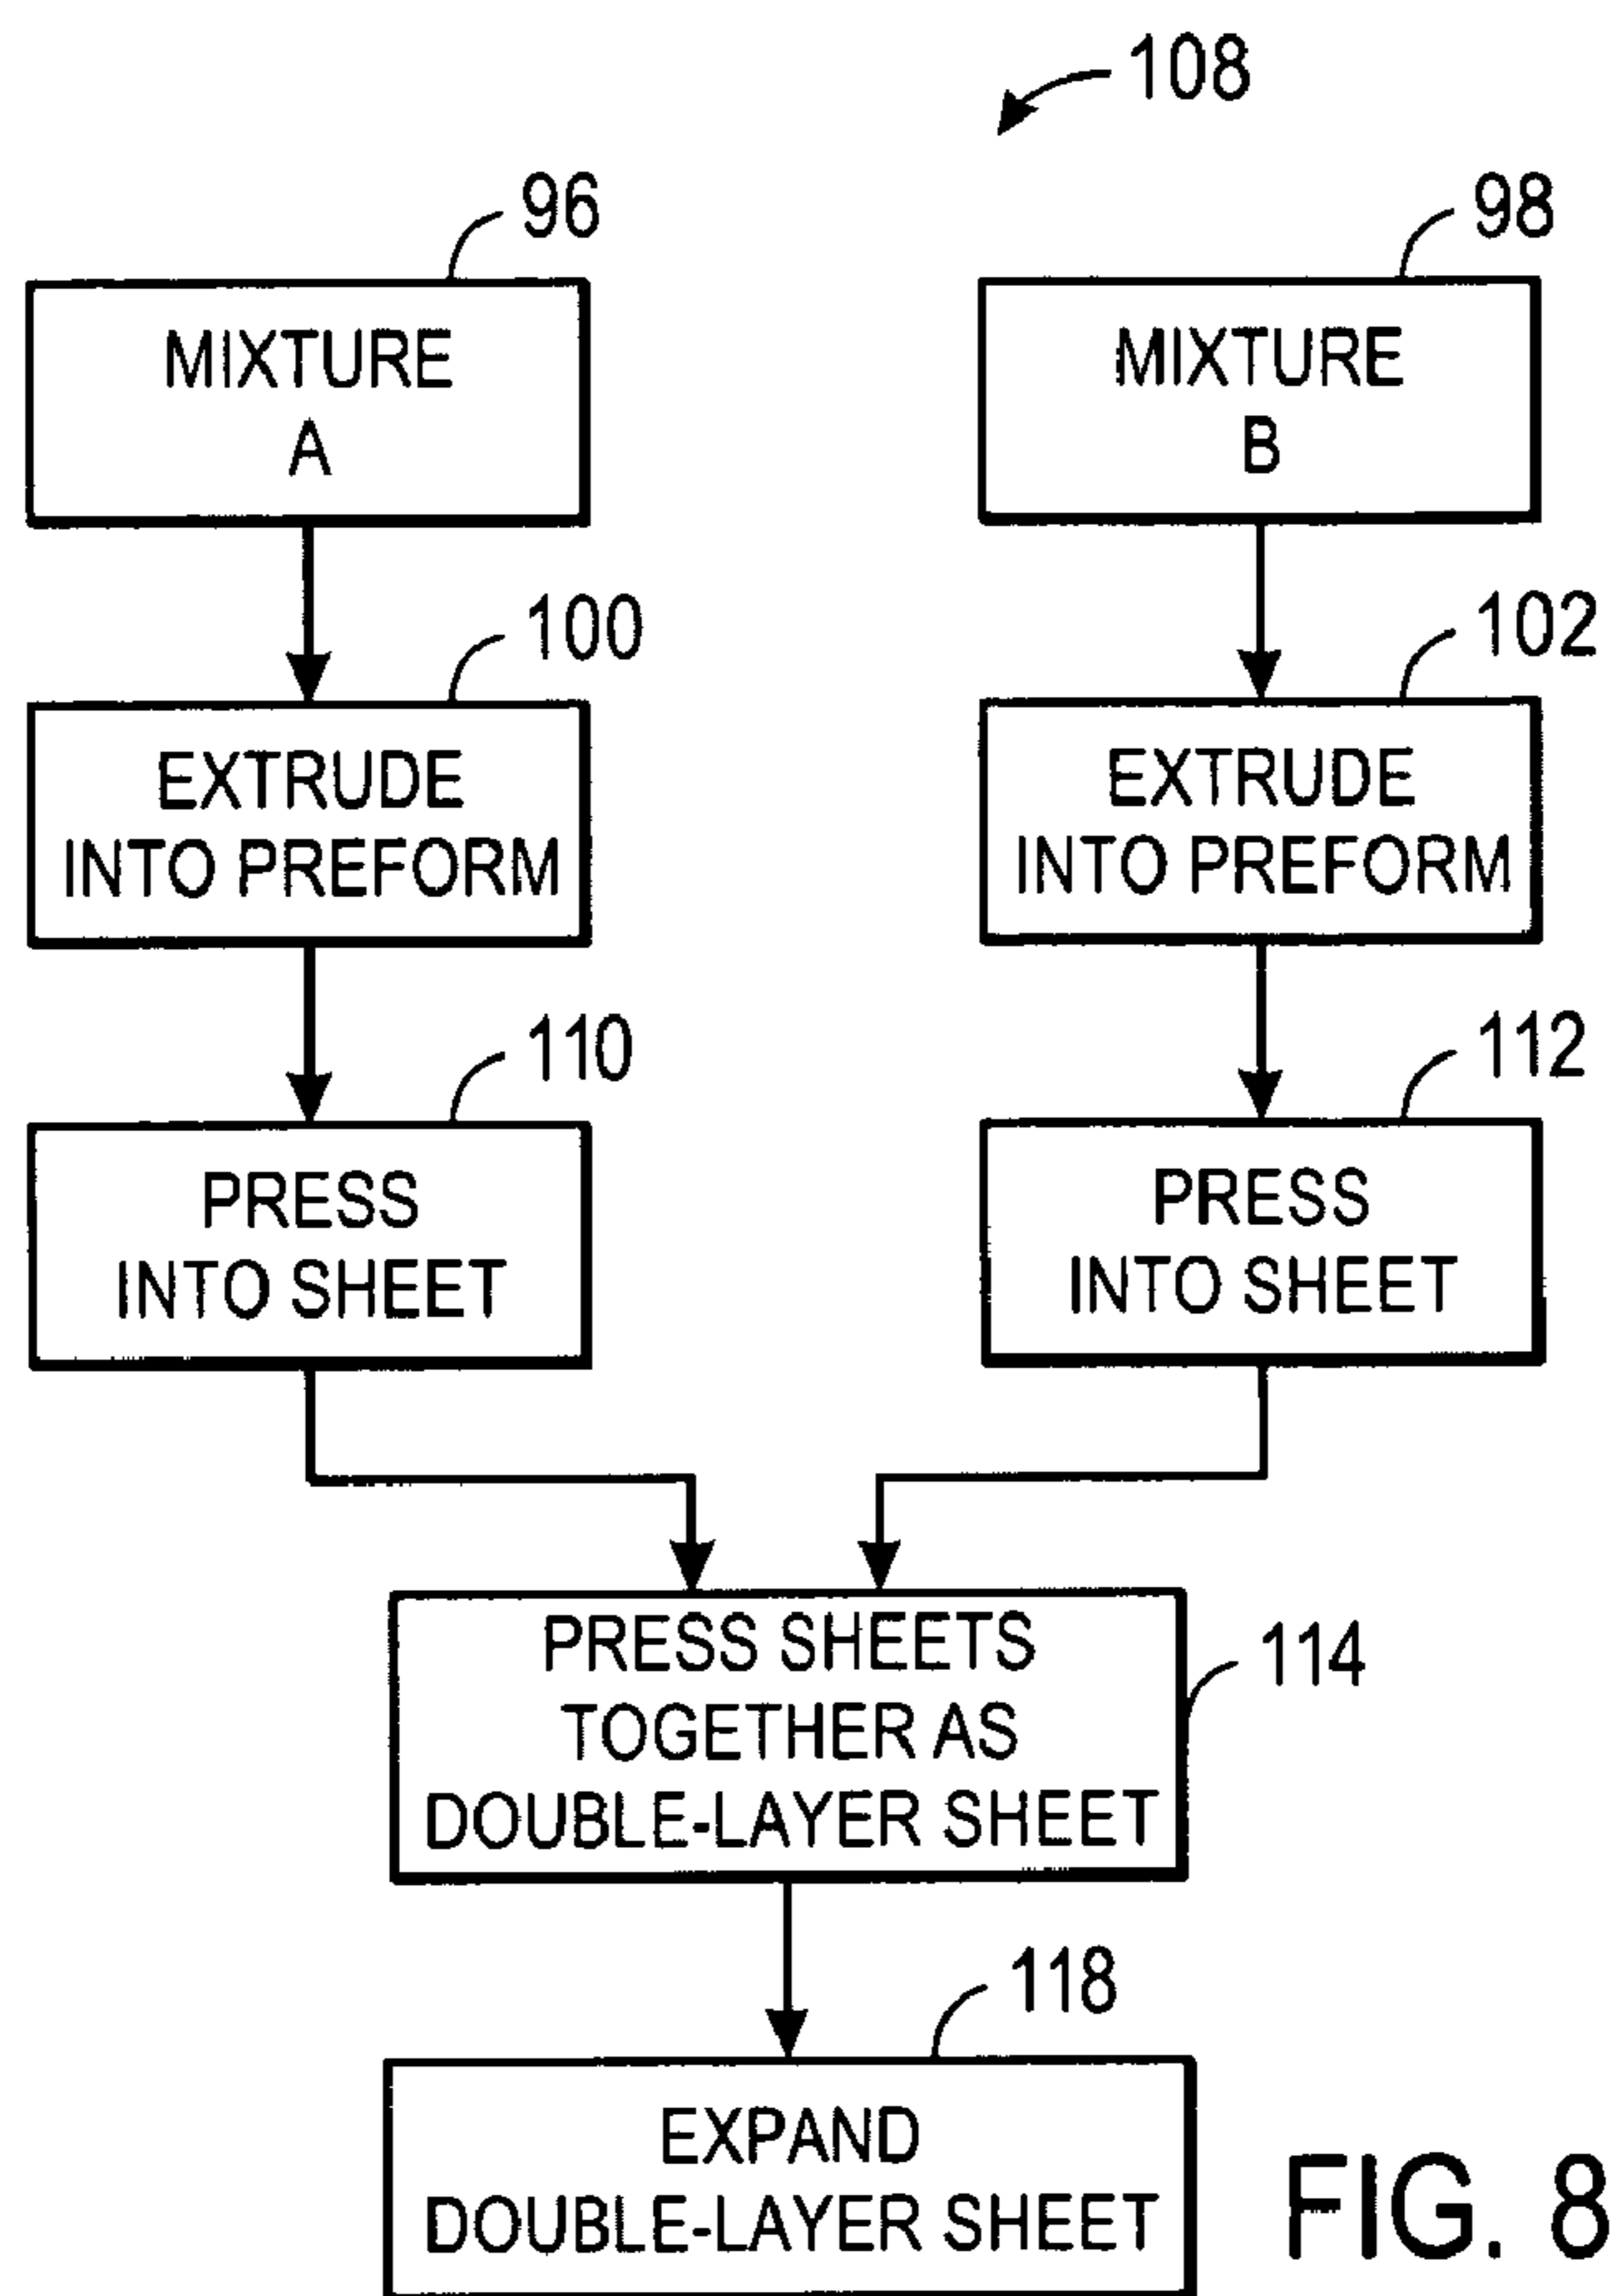 108
96
98
MIXTURE
A
MIXTURE
B
100
102
EXTRUDE
INTO PREFORM
EXTRUDE
INTO PREFORM
110
112
PRESS
INTO SHEET
PRESS
INTO SHEET
PRESS SHEETS
TOGETHER AS
DOUBLE-LAYER SHEET
114
118
EXPAND
DOUBLE-LAYER SHEET
FIG. 8